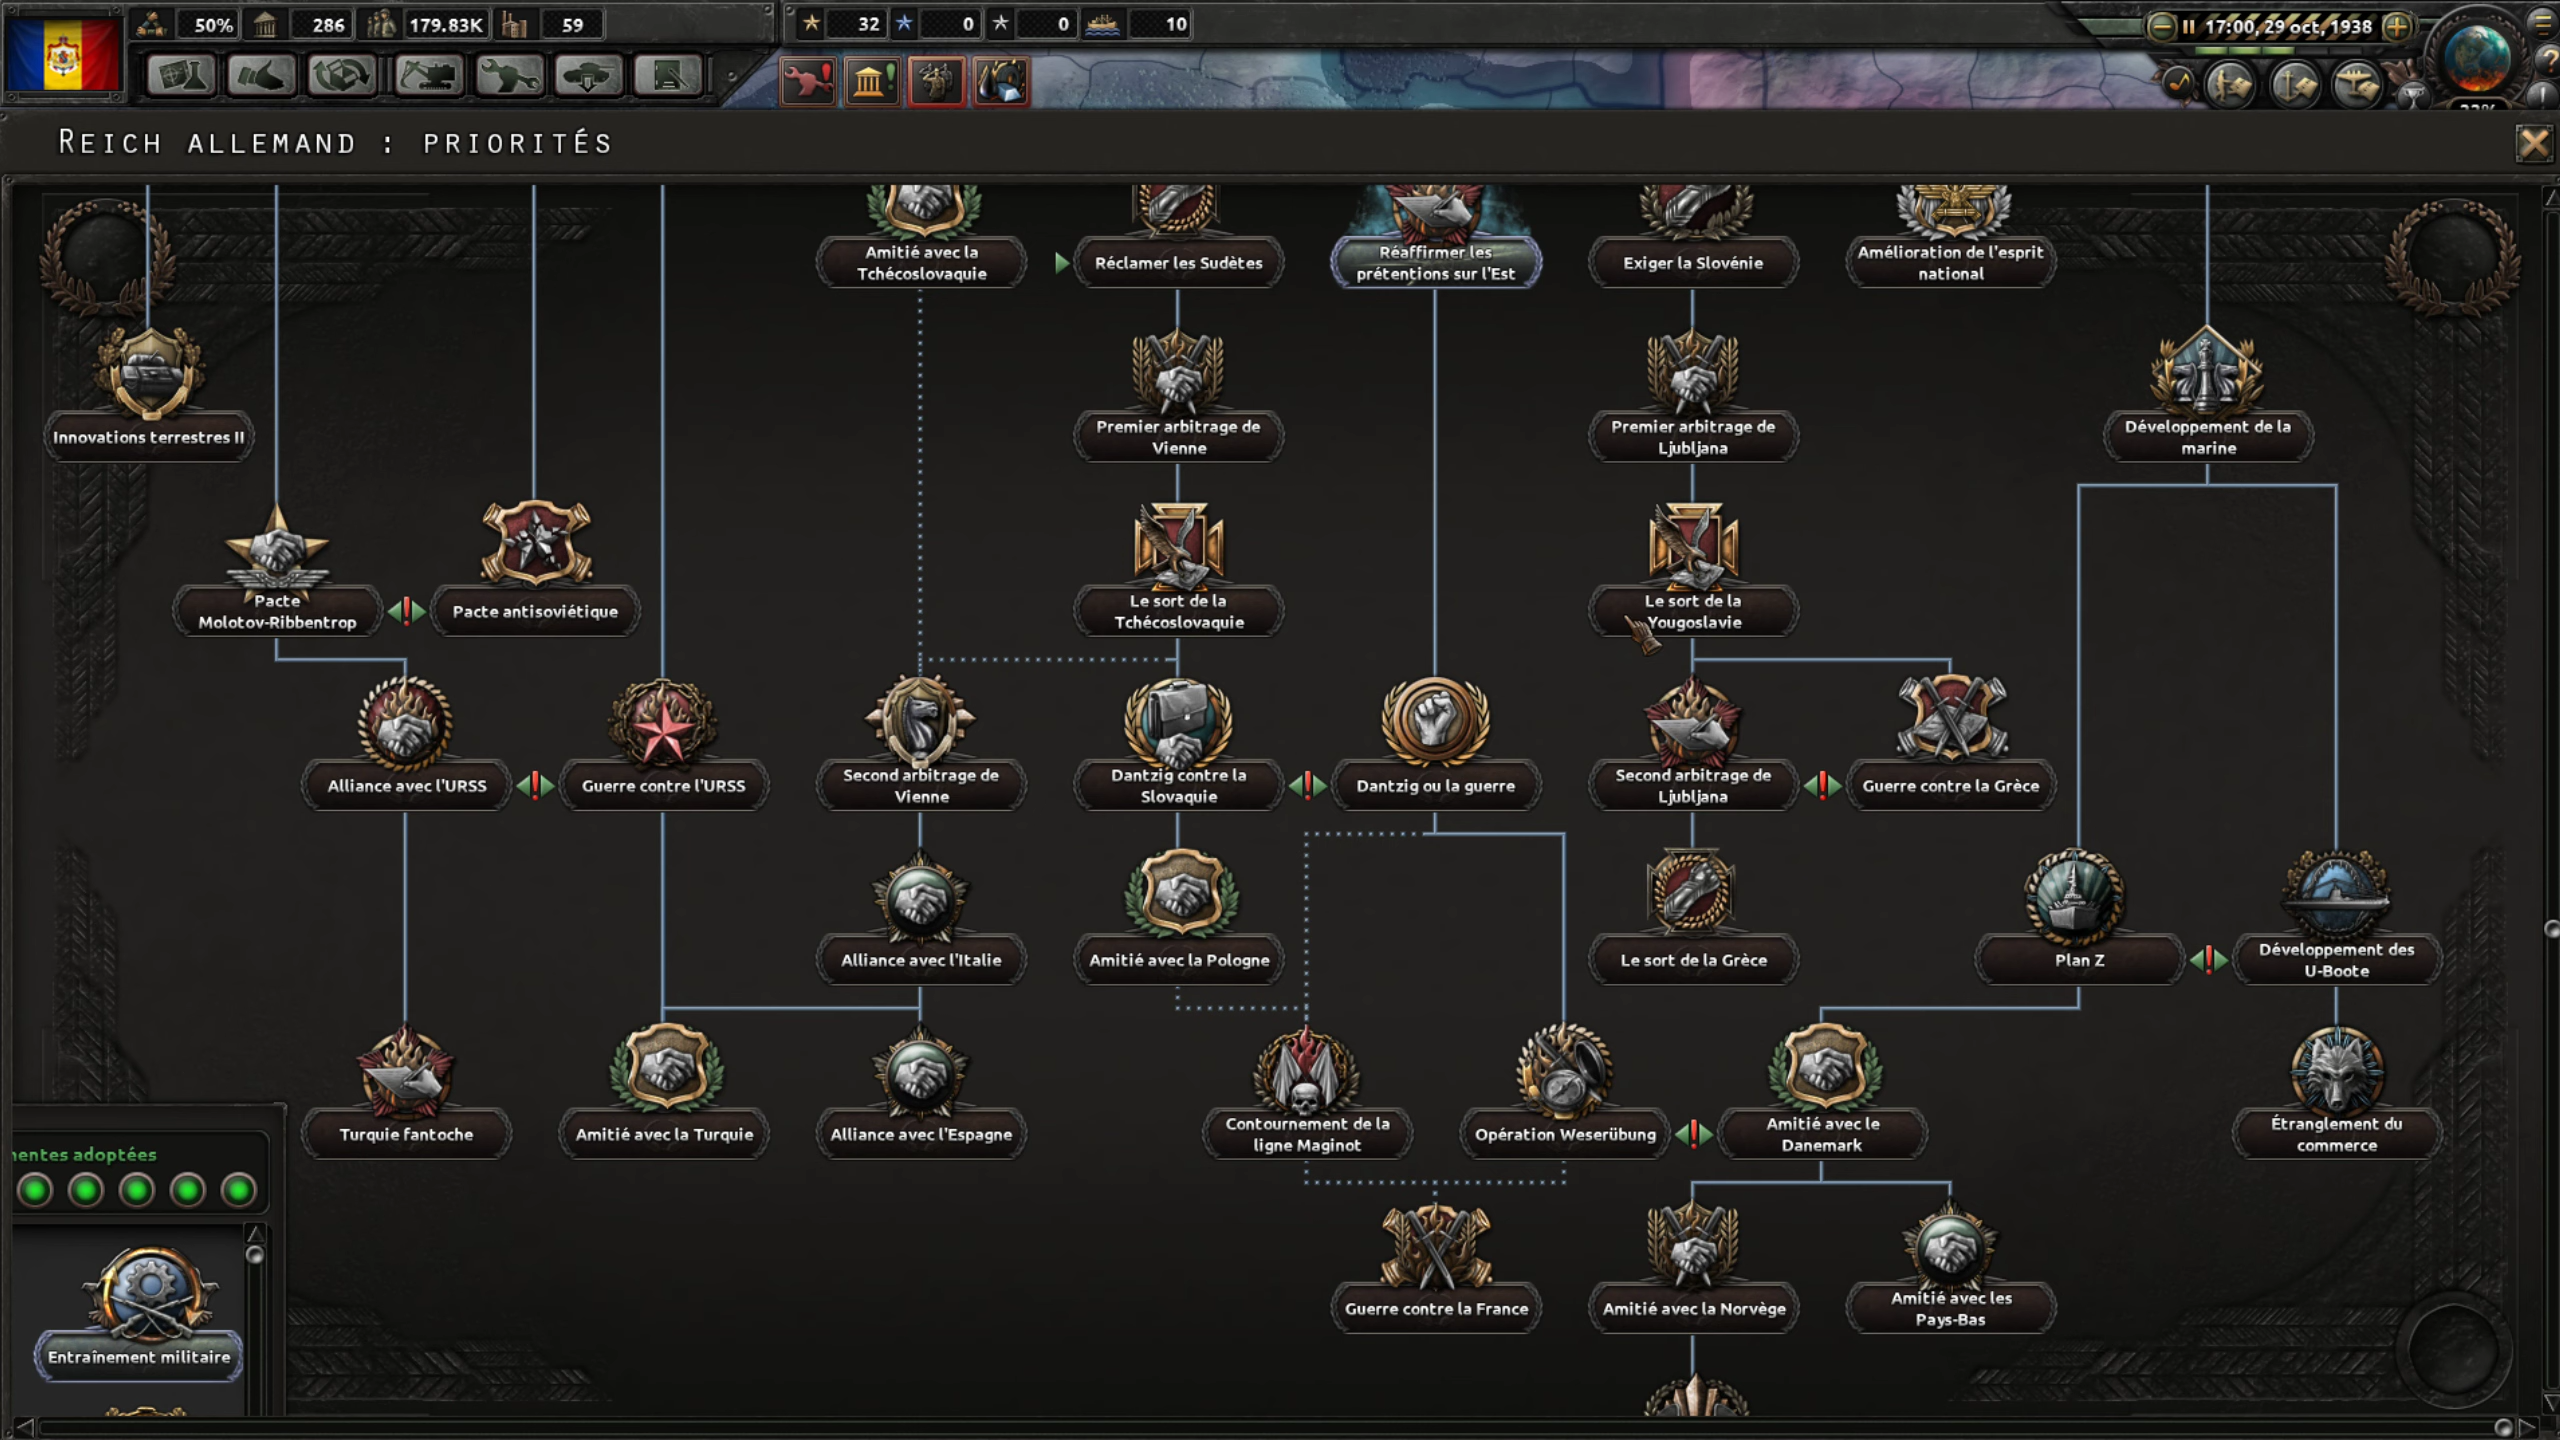 50% 286 179.83K 59 32 0 0 10 17:00, 29 oct, 1938
REICH ALLEMAND : PRIORITÉS
Amitié avec la
Tchécoslovaquie
Réclamer les Sudètes
Réaffirmer les
prétentions sur l'Est
Exiger la Slovénie
Amélioration de l'esprit
national
Innovations terrestres II
Premier arbitrage de
Vienne
Premier arbitrage de
Ljubljana
Développement de la
marine
Pacte
Molotov-Ribbentrop
Pacte antisoviétique
Le sort de la
Tchécoslovaquie
Le sort de la
Yougoslavie
Alliance avec l'URSS
Guerre contre l'URSS
Second arbitrage de
Vienne
Dantzig contre la
Slovaquie
Dantzig ou la guerre
Second arbitrage de
Ljubljana
Guerre contre la Grèce
Alliance avec l'Italie
Amitié avec la Pologne
Le sort de la Grèce
Plan Z
Développement des
U-Boote
Turquie fantoche
Amitié avec la Turquie
Alliance avec l'Espagne
Contournement de la
ligne Maginot
Opération Weserübung
Amitié avec le
Danemark
Étranglement du
commerce
Guerre contre la France
Amitié avec la Norvège
Amitié avec les
Pays-Bas
nentes adoptées
Entraînement militaire